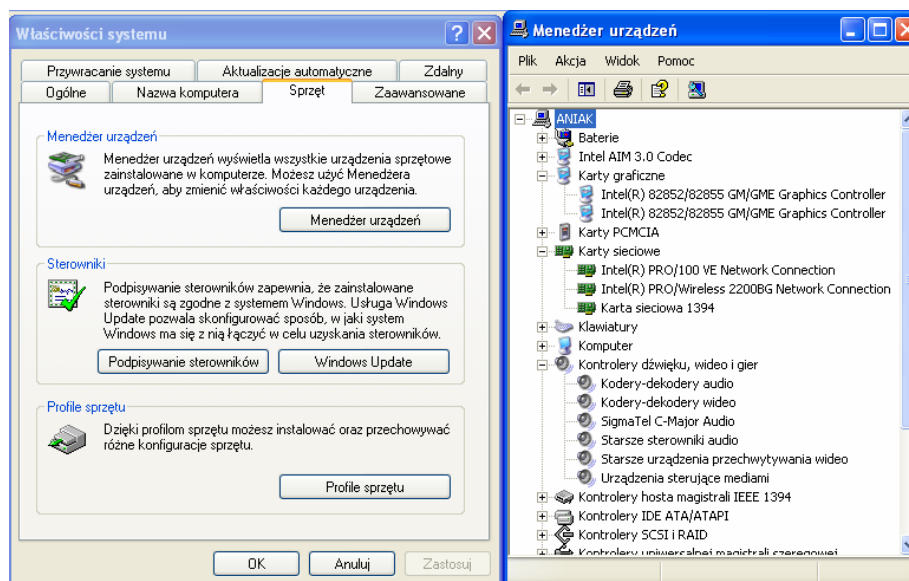 Właściwości systemu
Przywracanie systemu
Aktualizacje automatyczne
Zdalny
Ogólne
Nazwa komputera
Sprzęt
Zaawansowane
Menedżer urządzeń
Menedżer urządzeń wyświetla wszystkie urządzenia sprzętowe
zainstalowane w komputerze. Możesz użyć Menedżera
urządzeń, aby zmienić właściwości każdego urządzenia.
Menedżer urządzeń
Sterowniki
Podpisywanie sterowników zapewnia, że zainstalowane
sterowniki są zgodne z systemem Windows. Usługa Windows
Update pozwala skonfigurować sposób, w jaki system
Windows ma się z nią łączyć w celu uzyskania sterowników.
Podpisywanie sterowników
Windows Update
Profile sprzętu
Dzięki profilom sprzętu możesz instalować oraz przechowywać
różne konfiguracje sprzętu.
Profile sprzętu
OK
Anuluj
Zastosuj
Menedżer urządzeń
Plik Akcja Widok Pomoc
ANIAK
Baterie
Intel AIM 3.0 Codec
Karty graficzne
Intel(R) 82852/82855 GM/GME Graphics Controller
Intel(R) 82852/82855 GM/GME Graphics Controller
Karty PCMCIA
Karty sieciowe
Intel(R) PRO/100 VE Network Connection
Intel(R) PRO/Wireless 2200BG Network Connection
Karta sieciowa 1394
Klawiatury
Komputer
Kontrolery dźwięku, wideo i gier
Kodery-dekodery audio
Kodery-dekodery wideo
SigmaTel C-Major Audio
Starsze sterowniki audio
Starsze urządzenia przechwytywania wideo
Urządzenia sterujące mediami
Kontrolery hosta magistrali IEEE 1394
Kontrolery IDE ATA/ATAPI
Kontrolery SCSI i RAID
Kontrolery uniwersalnej magistrali szeregowej